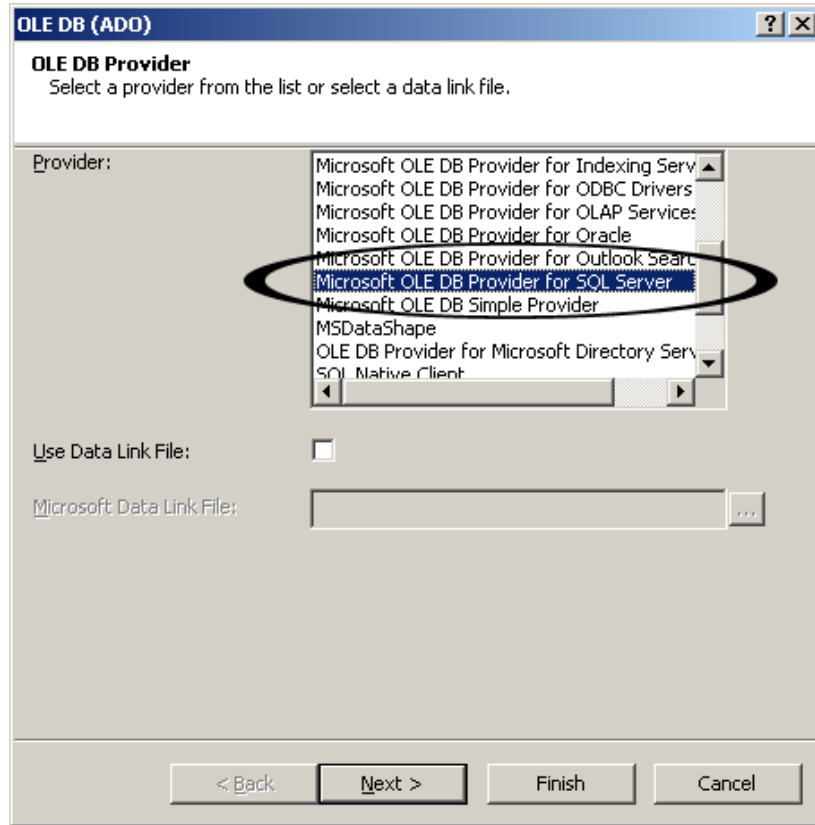 OLE DB (ADO)
OLE DB Provider
Select a provider from the list or select a data link file.
Provider:
Microsoft OLE DB Provider for Indexing Serv
Microsoft OLE DB Provider for ODBC Drivers
Microsoft OLE DB Provider for OLAP Services
Microsoft OLE DB Provider for Oracle
Microsoft OLE DB Provider for Outlook Searc
Microsoft OLE DB Provider for SQL Server
Microsoft OLE DB Simple Provider
MSDataShape
OLE DB Provider for Microsoft Directory Serv
SQL Native Client
Use Data Link File:
Microsoft Data Link File:
...
< Back Next > Finish Cancel